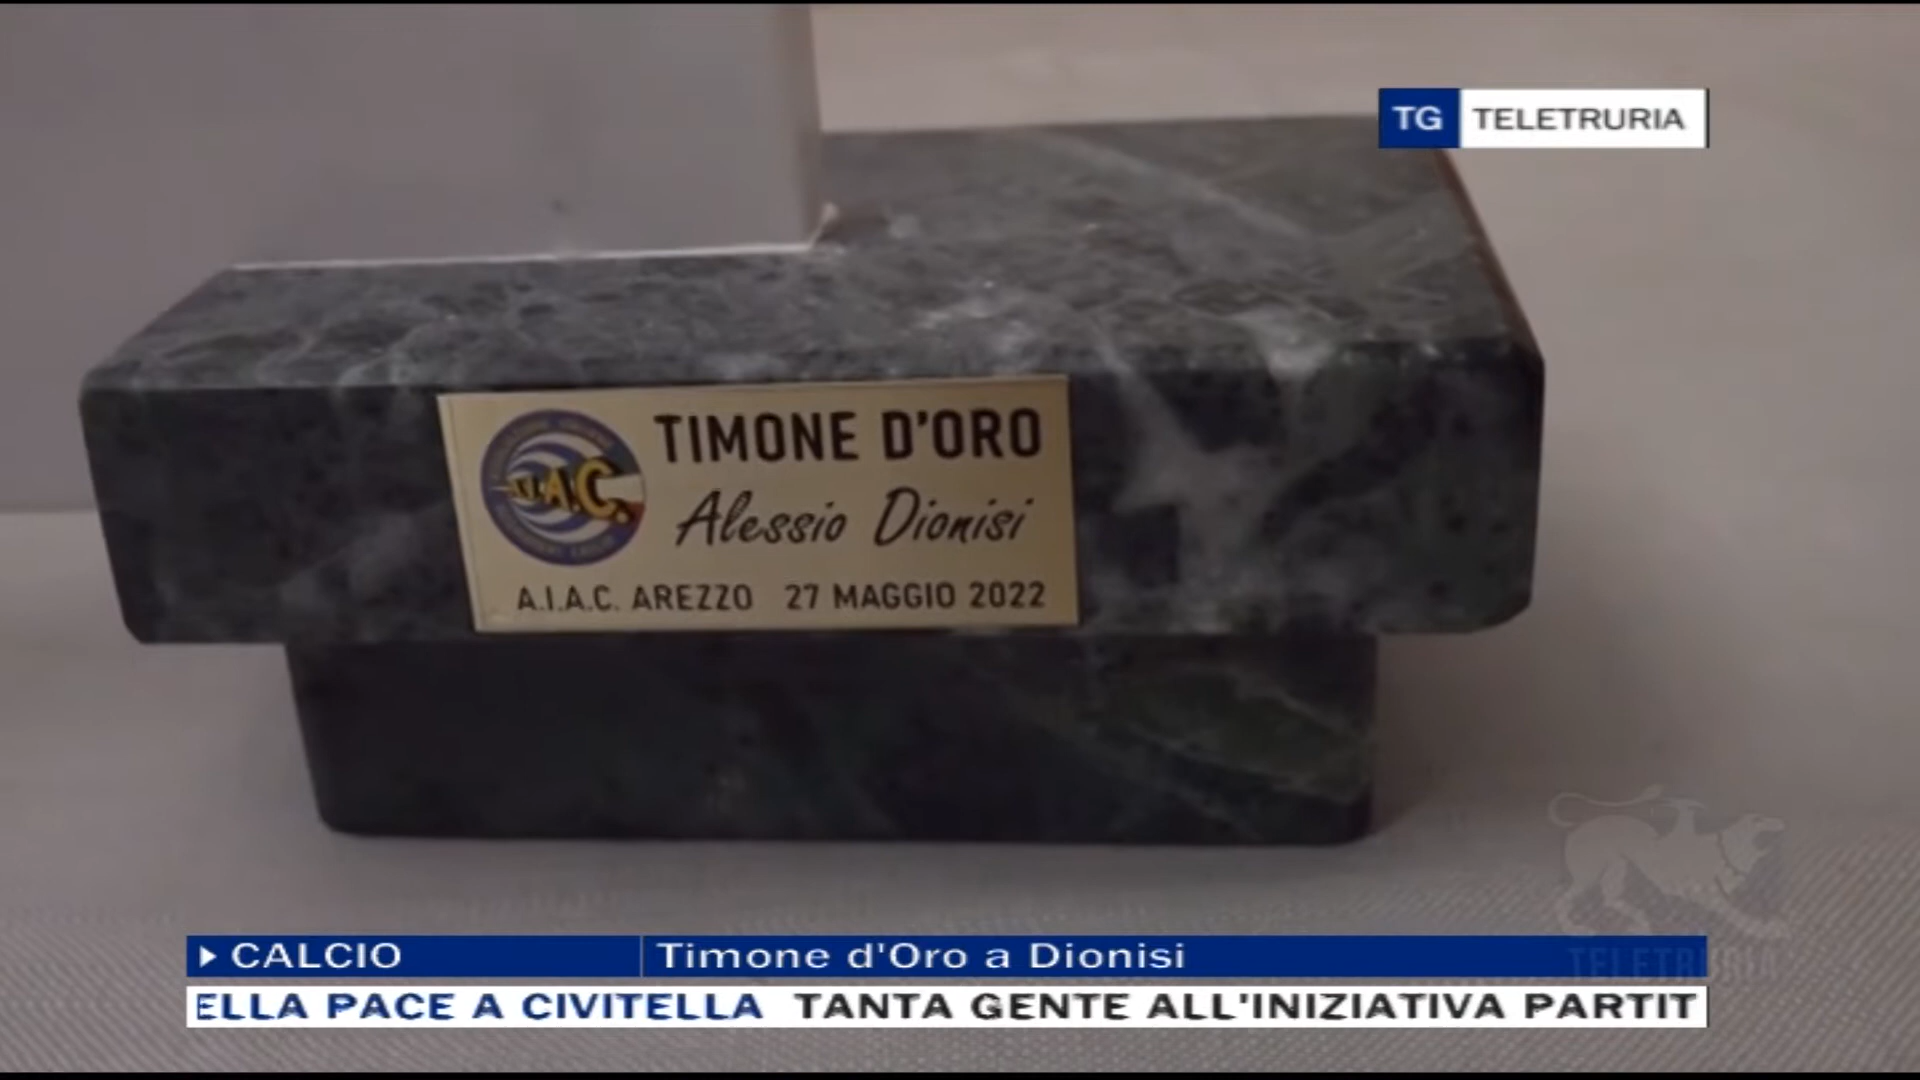 TG TELETRURIA
TIMONE D'ORO
A.I.A.C.
Alessio Dionisi
A.I.A.C. AREZZO 27 MAGGIO 2022
CALCIO Timone d'Oro a Dionisi
TELETRURIA
ELLA PACE A CIVITELLA TANTA GENTE ALL'INIZIATIVA PARTIT